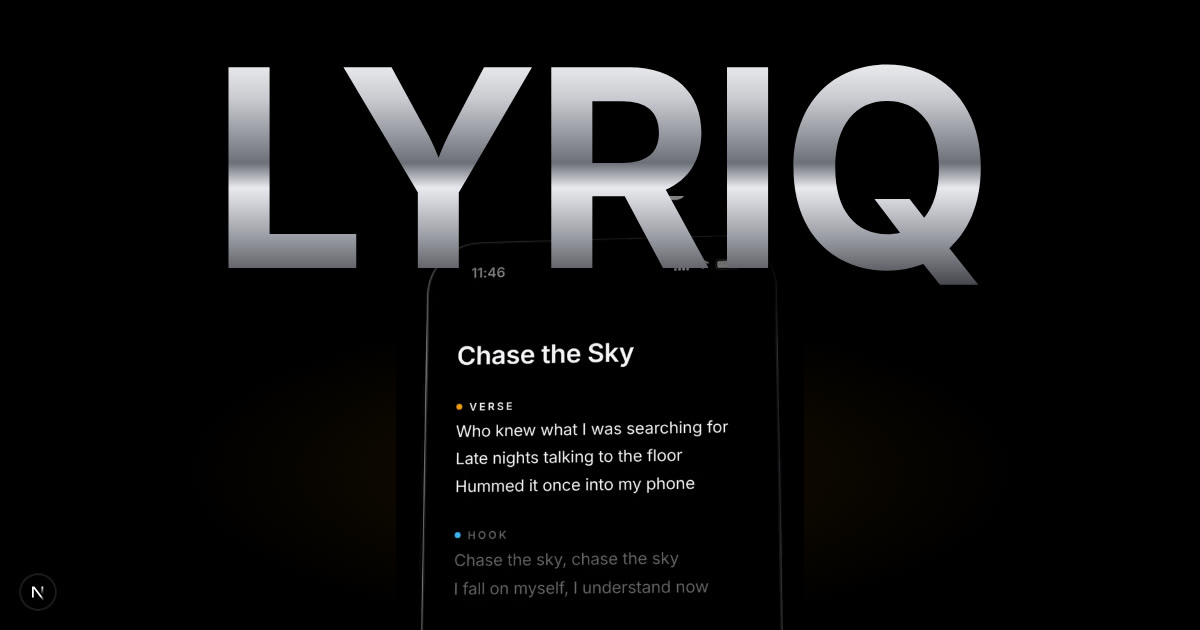 LYRIQ
11:46
Chase the Sky
VERSE
Who knew what I was searching for
Late nights talking to the floor
Hummed it once into my phone
HOOK
Chase the sky, chase the sky
I fall on myself, I understand now
N